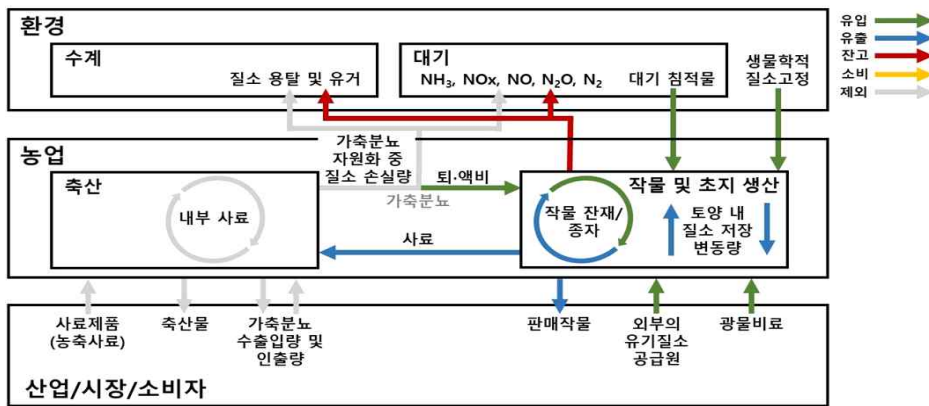 환경
수계
질소 용탈 및 유거
대기
NH₃, NOx, NO, N₂O, N₂
대기 침적물
생물학적
질소고정
유입
유출
잔고
소비
제외
농업
가축분뇨
자원화 중
질소 손실량
가축분뇨
퇴·액비
축산
내부 사료
사료
작물 및 초지 생산
작물 잔재/
종자
토양 내
질소 저장
변동량
사료제품
(농축사료)
축산물
가축분뇨
수출입량 및
인출량
판매작물
외부의
유기질소
공급원
광물비료
산업/시장/소비자